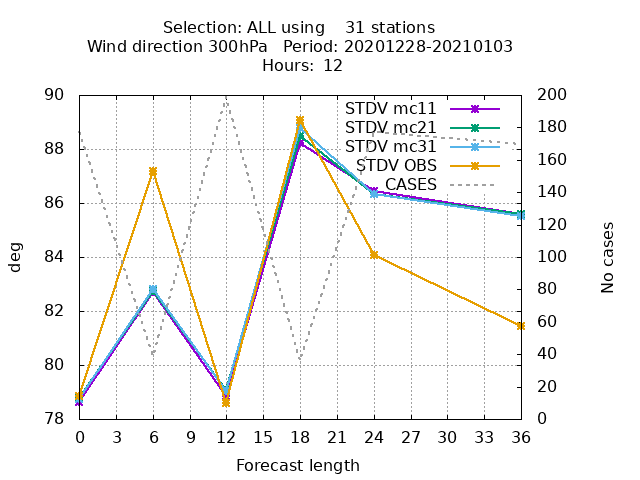 Selection: ALL using    31 stations
Wind direction 300hPa   Period: 20201228-20210103
Hours:  12
STDV mc11
STDV mc21
STDV mc31
STDV OBS
CASES
90
88
86
84
82
80
78
deg
200
180
160
140
120
100
80
60
40
20
0
No cases
0 3 6 9 12 15 18 21 24 27 30 33 36
Forecast length